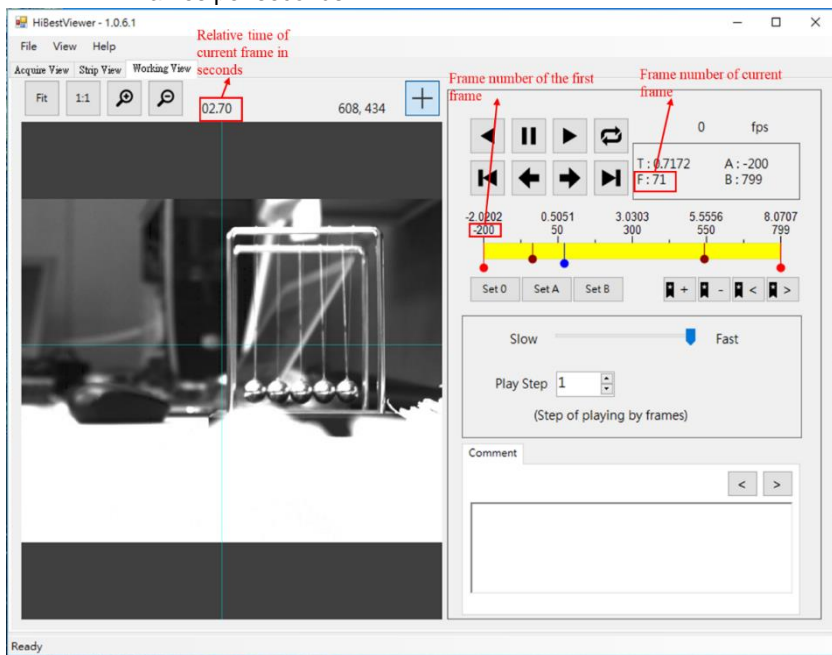 HiBestViewer - 1.0.6.1
File View Help
Relative time of
current frame in
seconds
Acquire View Strip View Working View
Fit 1:1 02.70 608, 434
Frame number of the first
frame
Frame number of current
frame
0 fps
T : 0.7172 A : -200
F : 71 B : 799
-2.0202 0.5051 3.0303 5.5556 8.0707
-200 50 300 550 799
Set 0 Set A Set B + - < >
Slow Fast
Play Step 1
(Step of playing by frames)
Comment
< >
Ready